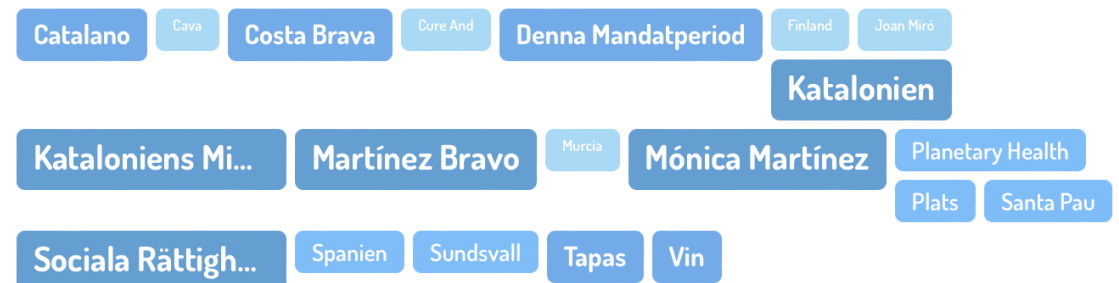 Catalano Cava Costa Brava Cure And Denna Mandatperiod Finland Joan Miró
Katalonien
Kataloniens Mi... Martínez Bravo Murcia Mónica Martínez Planetary Health
Plats Santa Pau
Sociala Rättigh... Spanien Sundsvall Tapas Vin